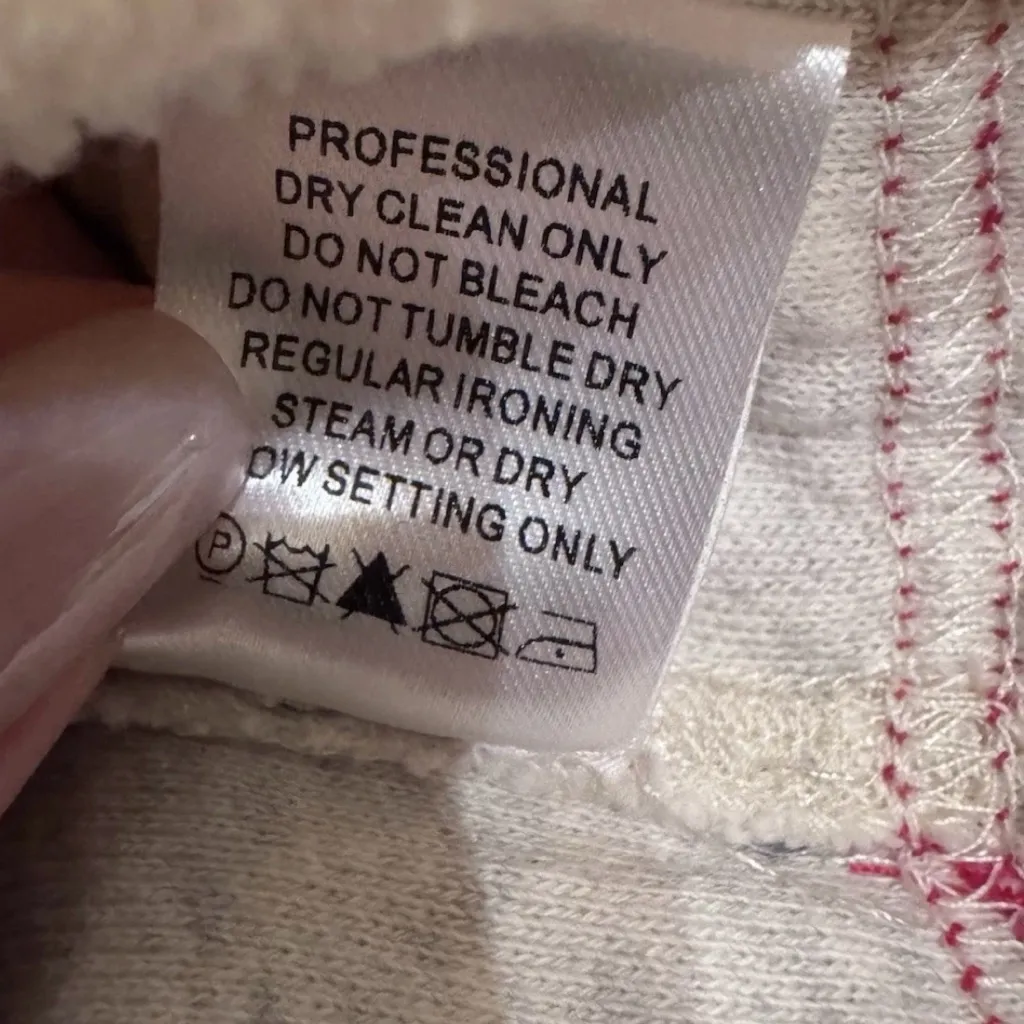 PROFESSIONAL
DRY CLEAN ONLY
DO NOT BLEACH
DO NOT TUMBLE DRY
REGULAR IRONING
STEAM OR DRY
OW SETTING ONLY
P